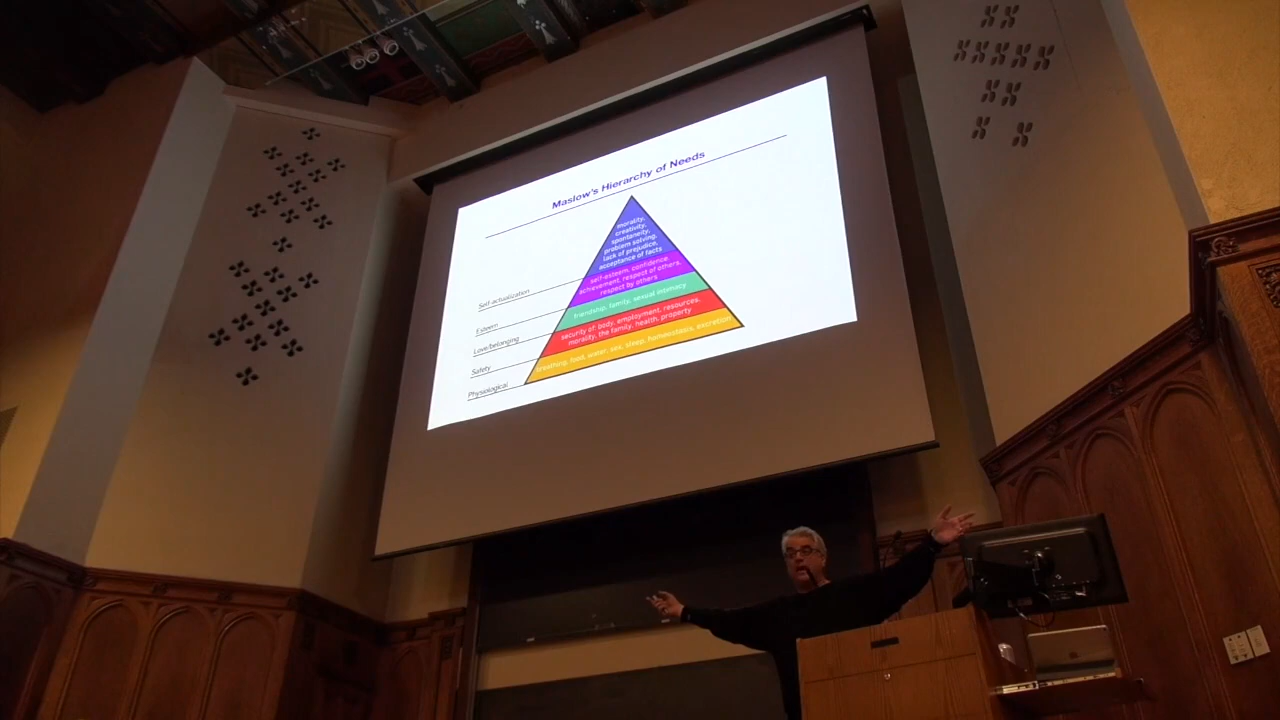 Maslow's Hierarchy of Needs
morality,
creativity,
spontaneity,
problem solving,
lack of prejudice,
acceptance of facts
Self-actualization
self-esteem, confidence,
achievement, respect of others,
respect by others
Esteem
friendship, family, sexual intimacy
Love/belonging
security of: body, employment, resources,
morality, the family, health, property
Safety
breathing, food, water, sex, sleep, homeostasis, excretion
Physiological